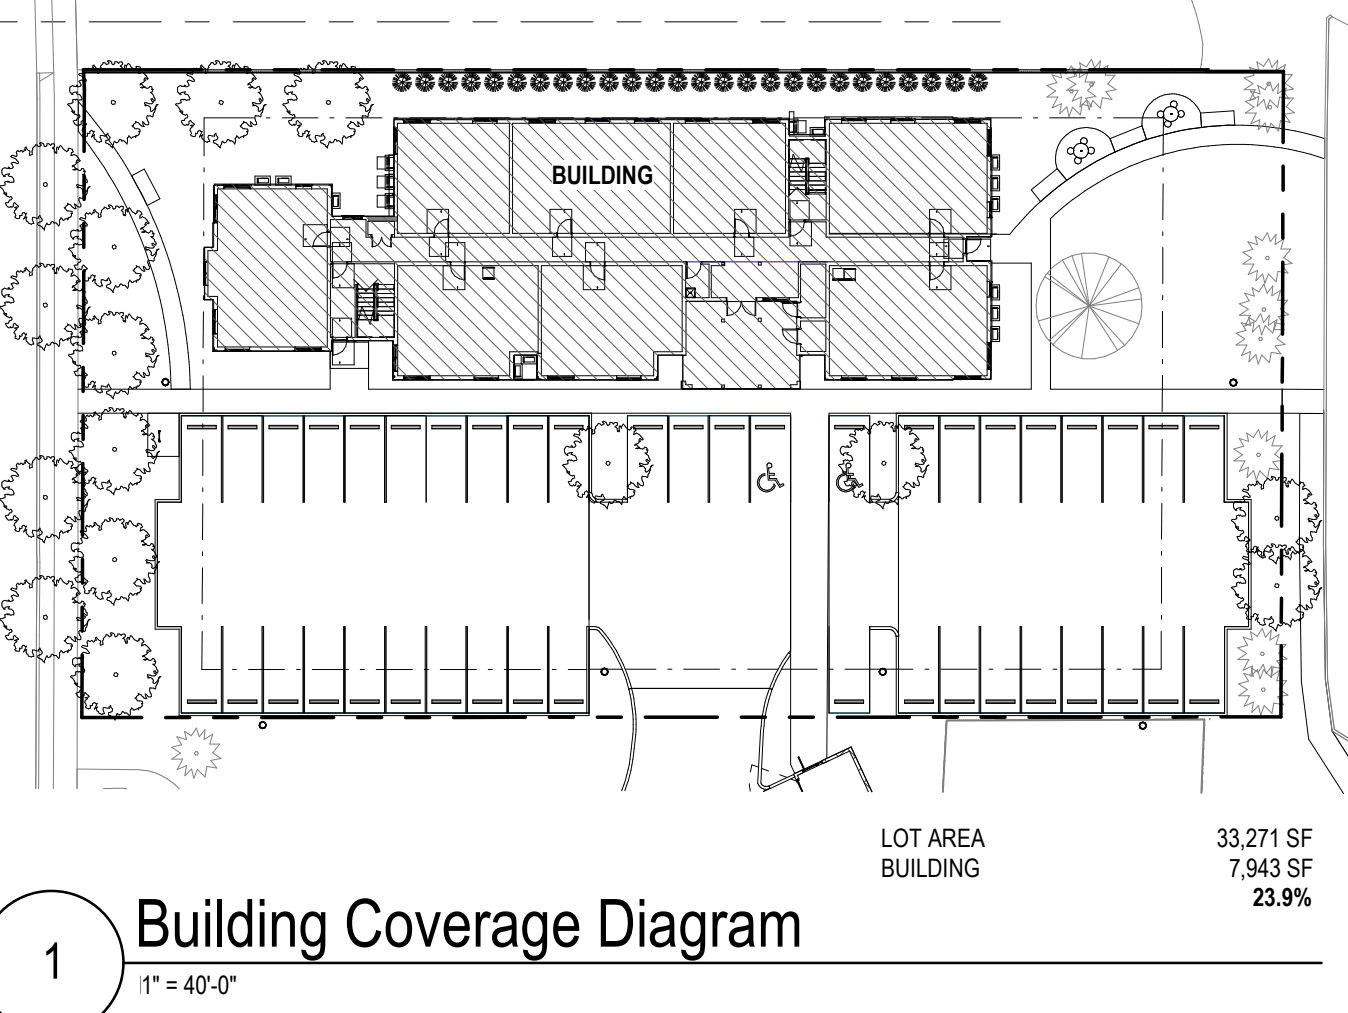 BUILDING
LOT AREA 33,271 SF
BUILDING 7,943 SF
23.9%
1
Building Coverage Diagram
1" = 40'-0"